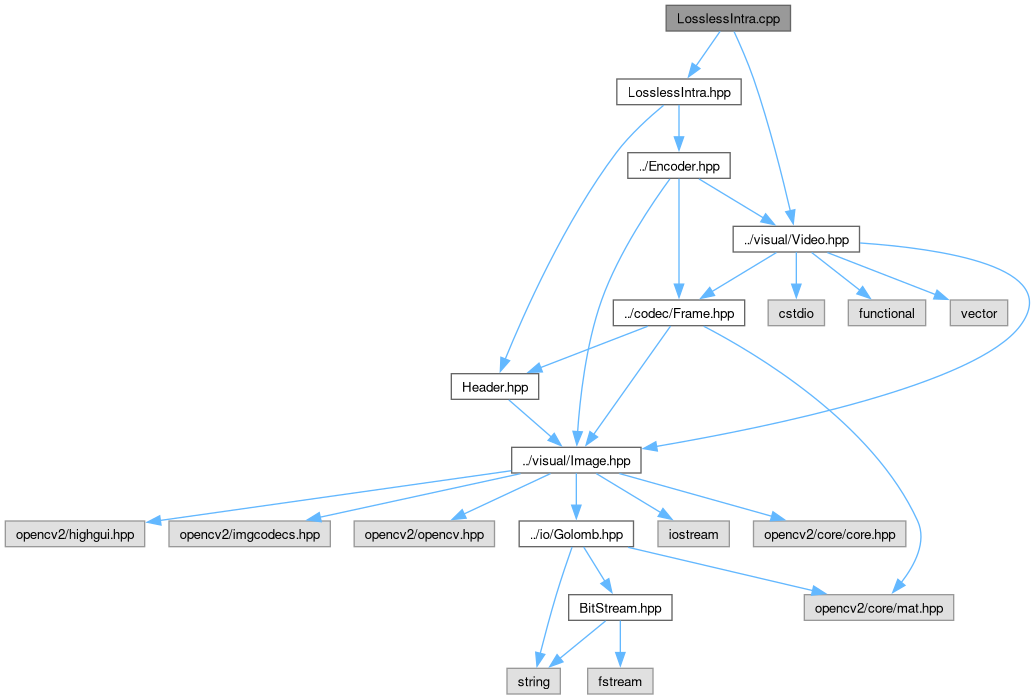 LosslessIntra.cpp
LosslessIntra.hpp
../Encoder.hpp
../visual/Video.hpp
../codec/Frame.hpp
cstdio
functional
vector
Header.hpp
../visual/Image.hpp
opencv2/highgui.hpp
opencv2/imgcodecs.hpp
opencv2/opencv.hpp
../io/Golomb.hpp
iostream
opencv2/core/core.hpp
BitStream.hpp
opencv2/core/mat.hpp
string
fstream